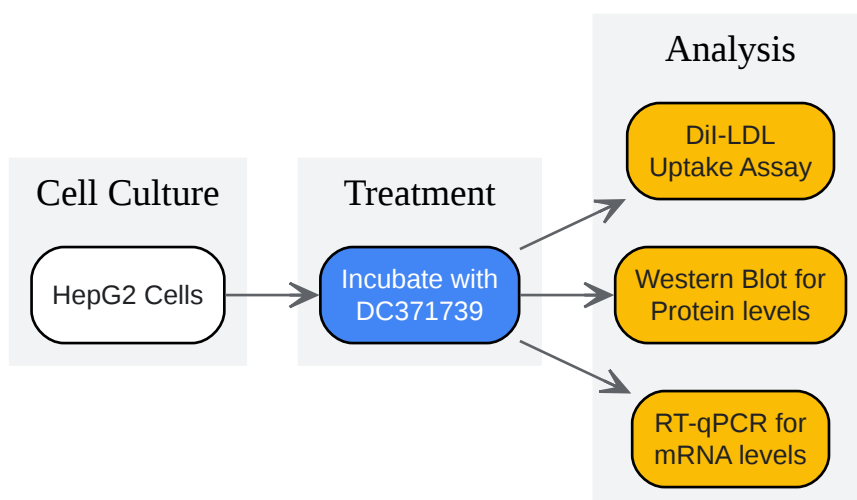 Cell Culture
HepG2 Cells
Treatment
Incubate with
DC371739
Analysis
DiI-LDL
Uptake Assay
Western Blot for
Protein levels
RT-qPCR for
mRNA levels